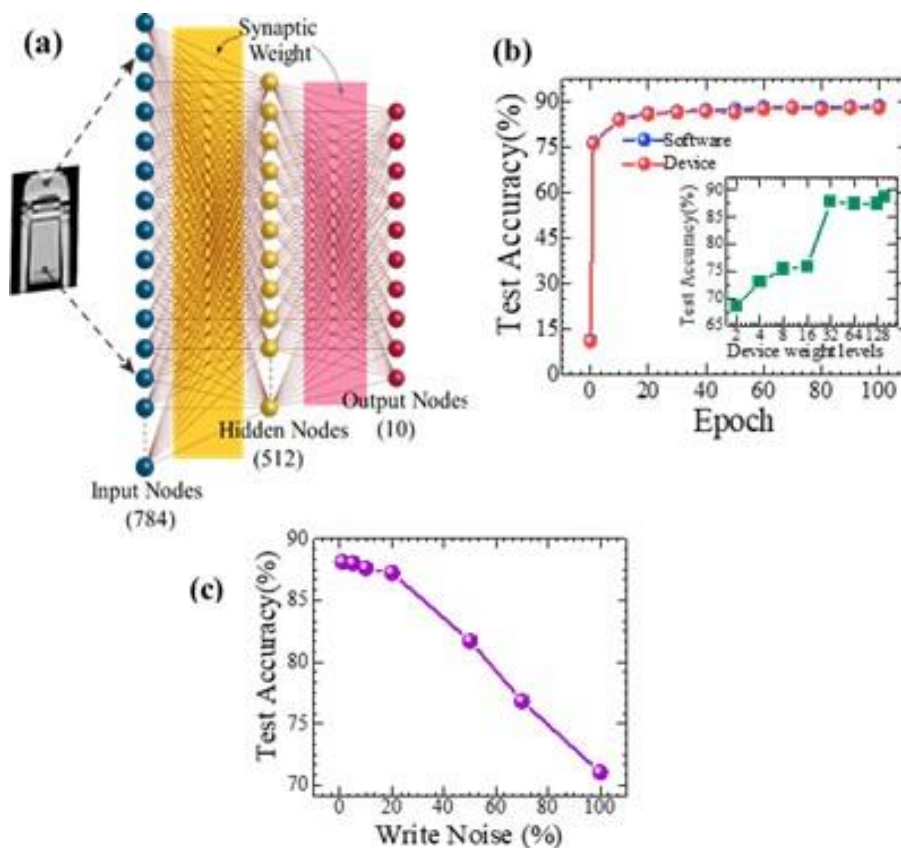 (a)
Synaptic
Weight
Output Nodes
(10)
Hidden Nodes
(512)
Input Nodes
(784)
(b)
Test Accuracy(%)
90
75
60
45
30
15
0
Software
Device
Test Accuracy(%)
90
85
80
75
70
65
2 4 8 16 32 64 128
Device weight levels
0 20 40 60 80 100
Epoch
(c)
Test Accuracy(%)
90
85
80
75
70
0 20 40 60 80 100
Write Noise (%)